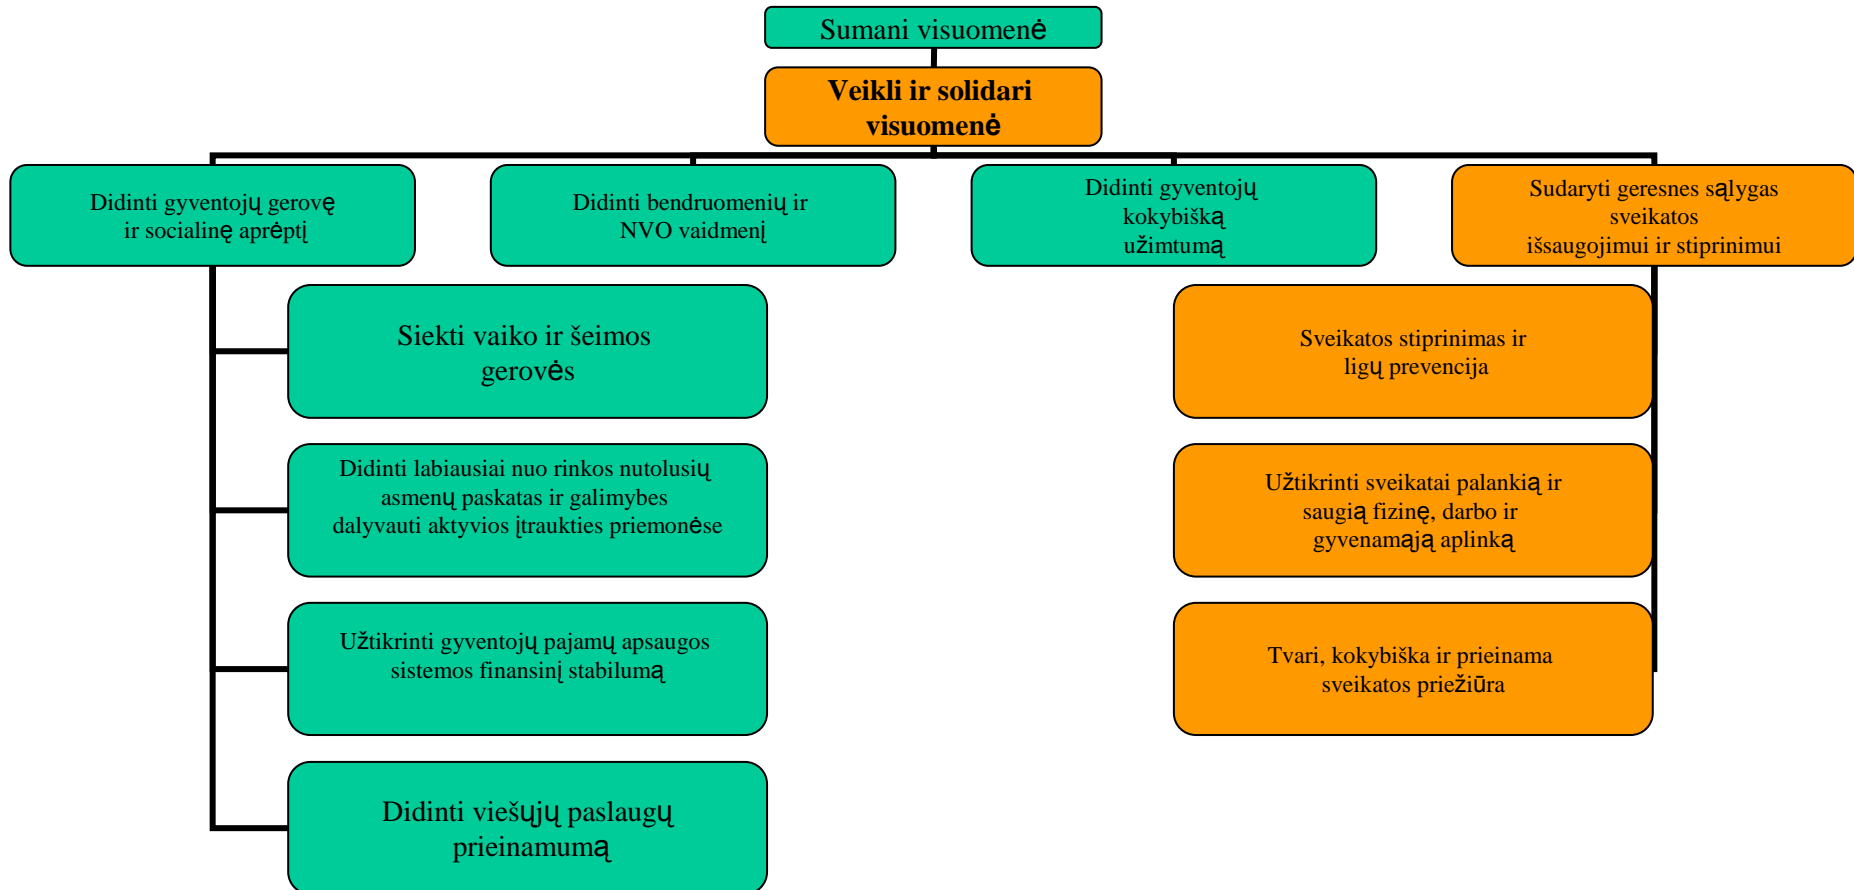 Sumani visuomenė
Veikli ir solidari
visuomenė
Didinti gyventojų gerovę
ir socialinę aprėptį
Didinti bendruomenių ir
NVO vaidmenį
Didinti gyventojų
kokybišką
užimtumą
Sudaryti geresnes sąlygas
sveikatos
išsaugojimui ir stiprinimui
Siekti vaiko ir šeimos
gerovės
Didinti labiausiai nuo rinkos nutolusių
asmenų paskatas ir galimybes
dalyvauti aktyvios įtraukties priemonėse
Užtikrinti gyventojų pajamų apsaugos
sistemos finansinį stabilumą
Didinti viešųjų paslaugų
prieinamumą
Sveikatos stiprinimas ir
ligų prevencija
Užtikrinti sveikatai palankią ir
saugią fizinę, darbo ir
gyvenamąją aplinką
Tvari, kokybiška ir prieinama
sveikatos priežiūra